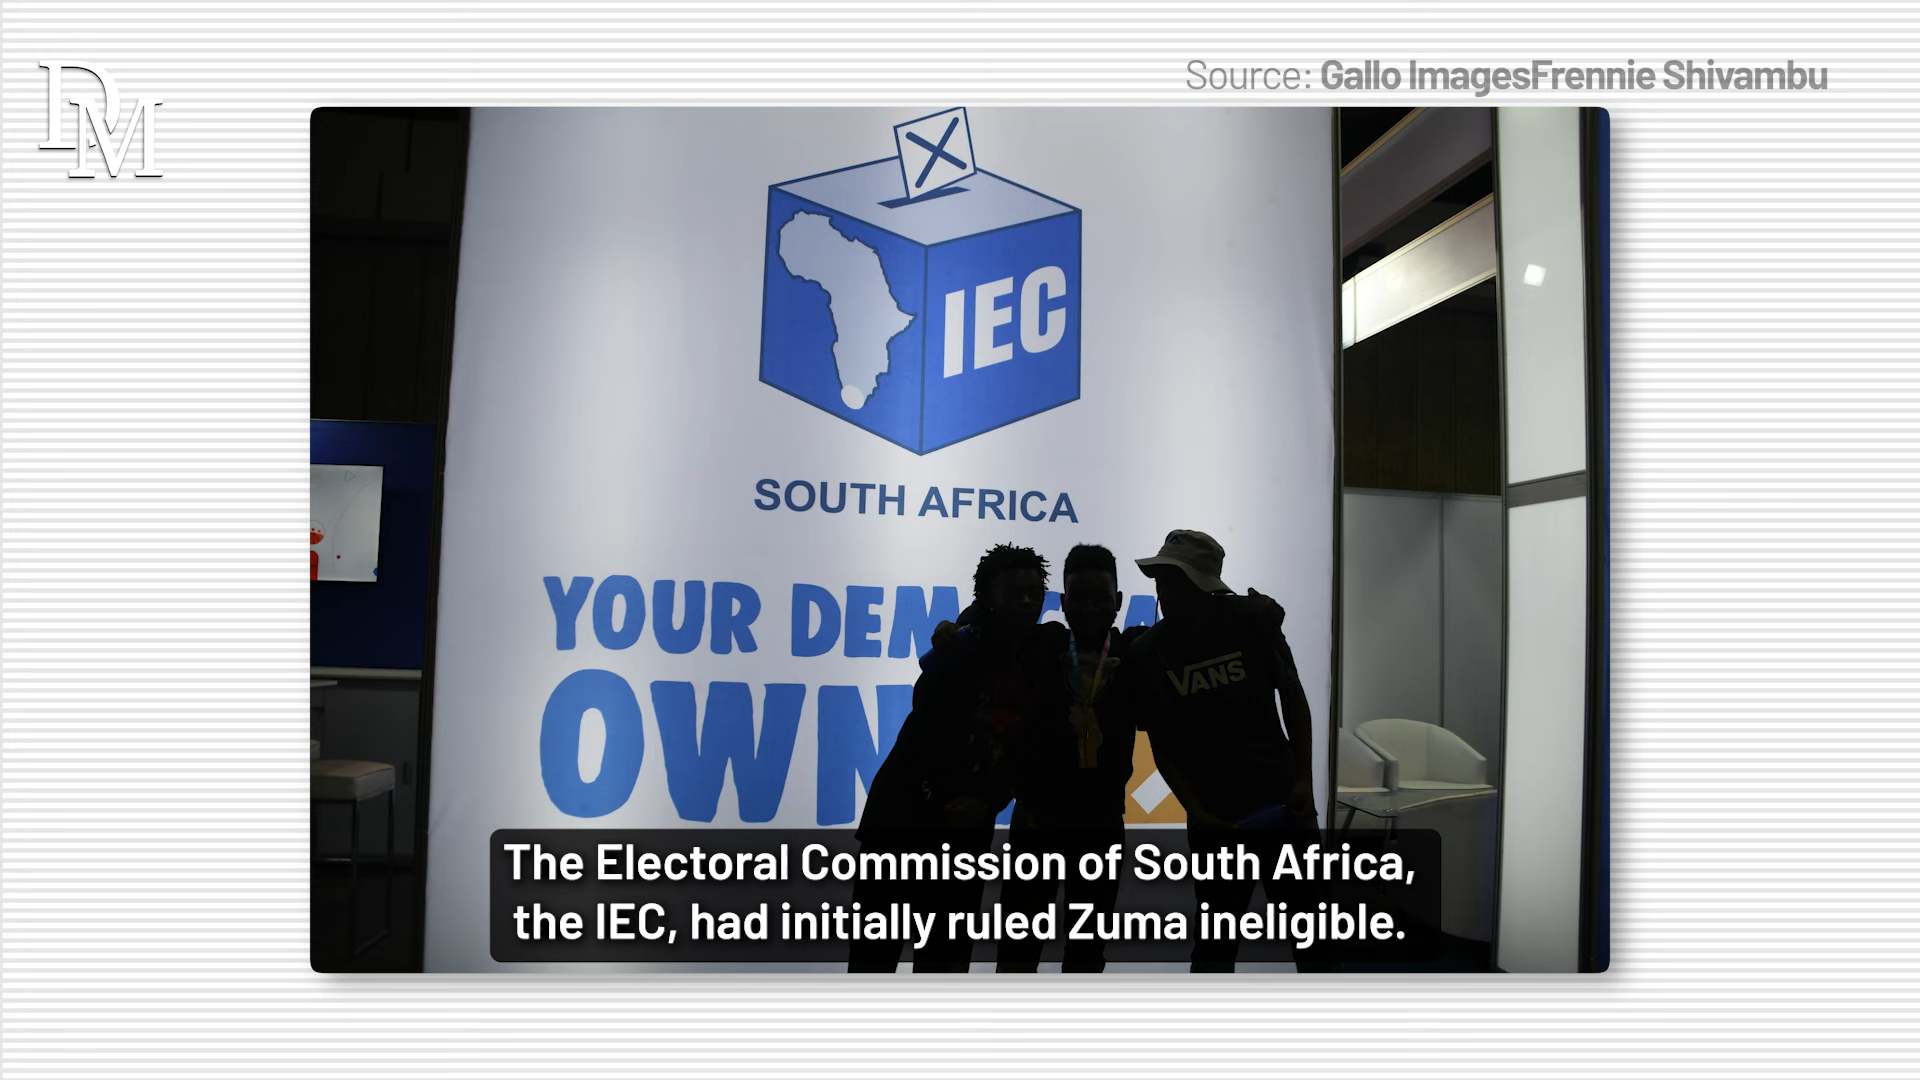 DM
Source: Gallo ImagesFrennie Shivambu
IEC
SOUTH AFRICA
YOUR DEM
OWN
VANS
The Electoral Commission of South Africa,
the IEC, had initially ruled Zuma ineligible.